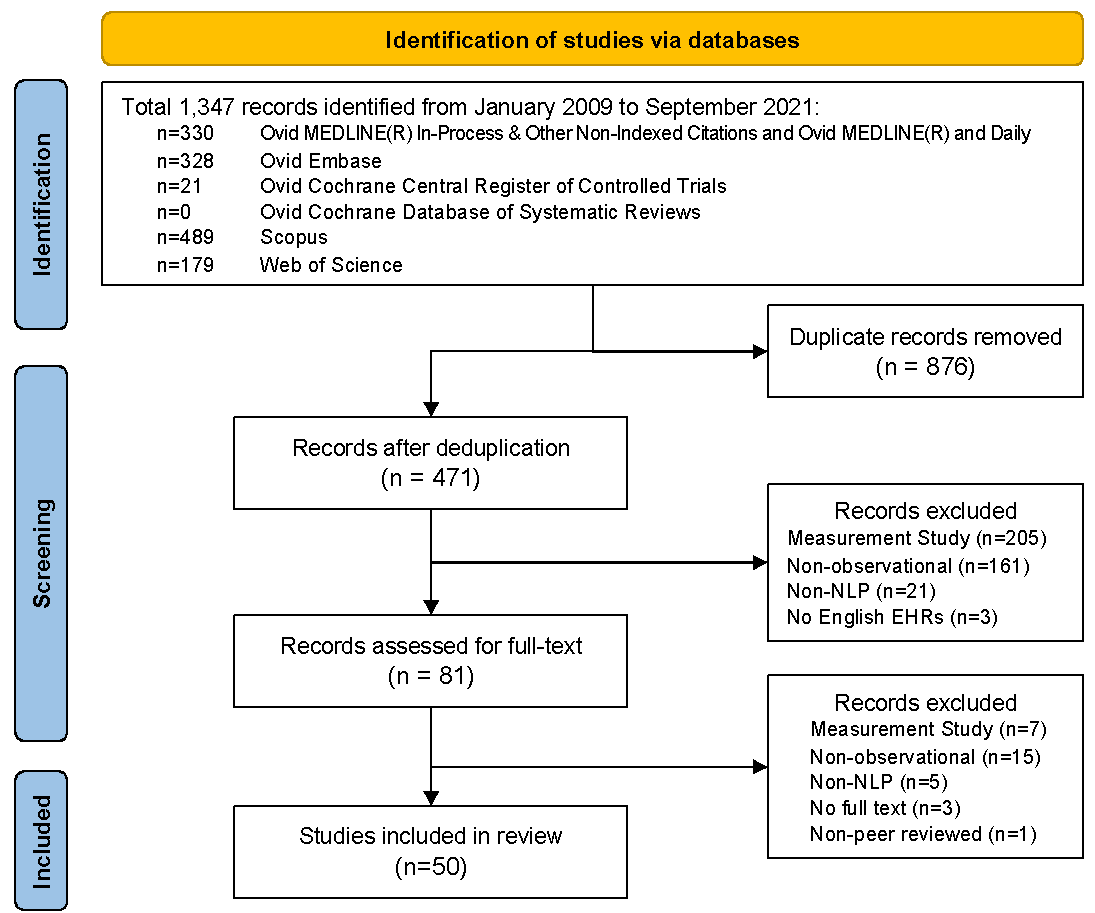 Identification of studies via databases
Identification
Total 1,347 records identified from January 2009 to September 2021:
n=330 Ovid MEDLINE(R) In-Process & Other Non-Indexed Citations and Ovid MEDLINE(R) and Daily
n=328 Ovid Embase
n=21 Ovid Cochrane Central Register of Controlled Trials
n=0 Ovid Cochrane Database of Systematic Reviews
n=489 Scopus
n=179 Web of Science
Duplicate records removed
(n = 876)
Screening
Records after deduplication
(n = 471)
Records excluded
Measurement Study (n=205)
Non-observational (n=161)
Non-NLP (n=21)
No English EHRs (n=3)
Records assessed for full-text
(n = 81)
Records excluded
Measurement Study (n=7)
Non-observational (n=15)
Non-NLP (n=5)
No full text (n=3)
Non-peer reviewed (n=1)
Included
Studies included in review
(n=50)